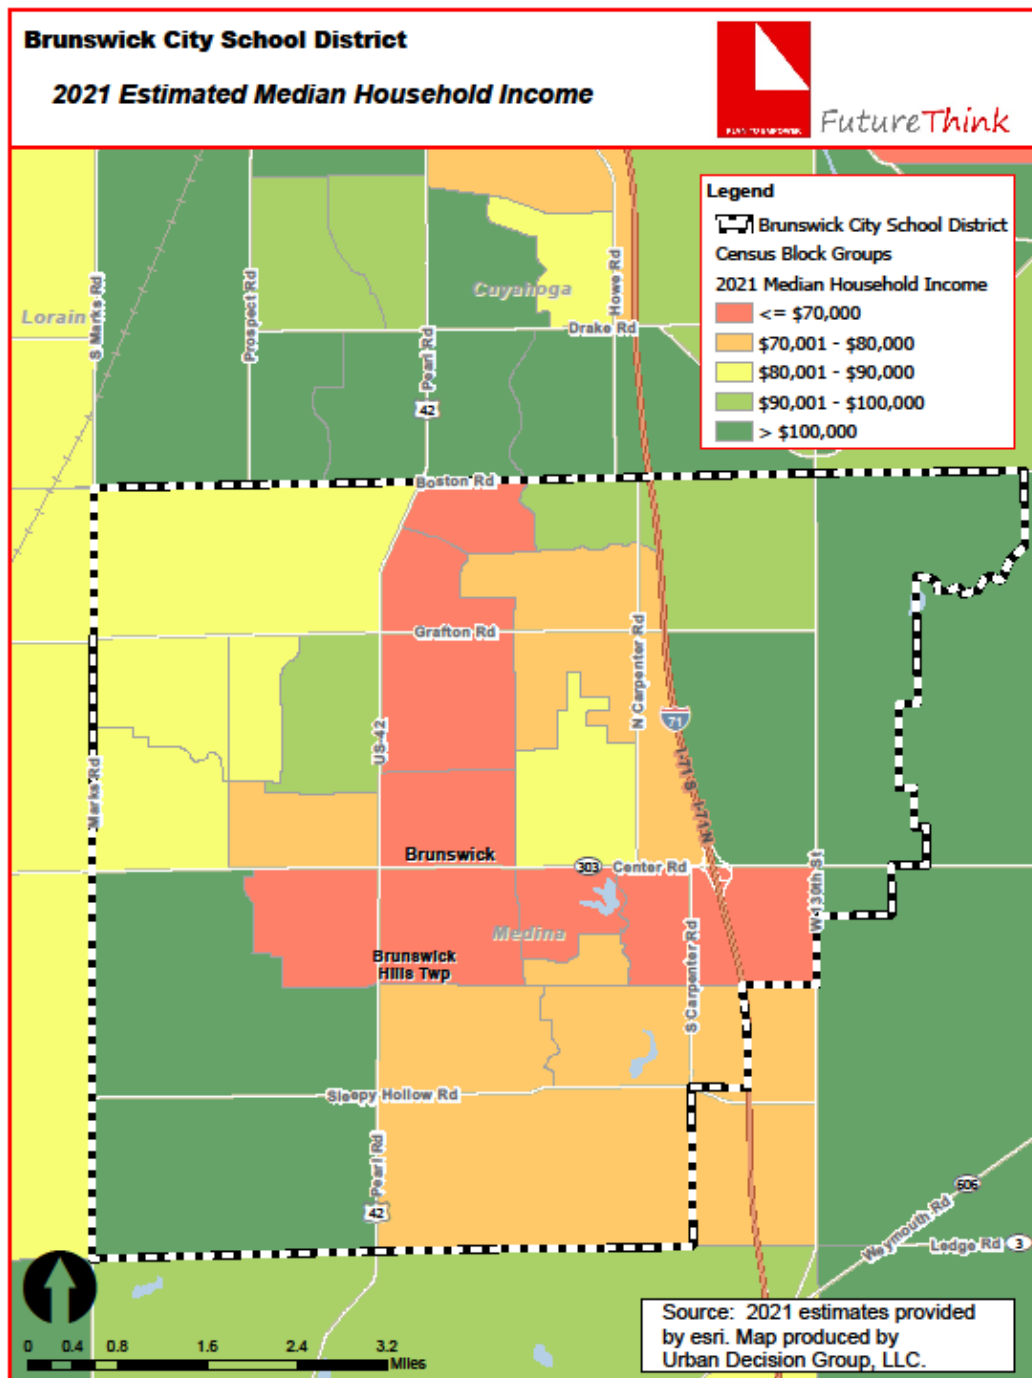 Brunswick City School District
2021 Estimated Median Household Income
PLAN TO EMPOWER
FutureThink
Legend
Brunswick City School District
Census Block Groups
2021 Median Household Income
<= $70,000
$70,001 - $80,000
$80,001 - $90,000
$90,001 - $100,000
> $100,000
Lorain
S Marks Rd
Prospect Rd
Pearl Rd
42
Cuyahoga
Howe Rd
Drake Rd
Boston Rd
Grafton Rd
N Carpenter Rd
US-42
71
I-71 S
I-71 N
Marks Rd
Brunswick
303
Center Rd
W 130th St
Medina
Brunswick
Hills Twp
S Carpenter Rd
Sleepy Hollow Rd
Pearl Rd
42
606
Weymouth Rd
Ledge Rd
3
0 0.4 0.8 1.6 2.4 3.2
Miles
Source: 2021 estimates provided
by esri. Map produced by
Urban Decision Group, LLC.